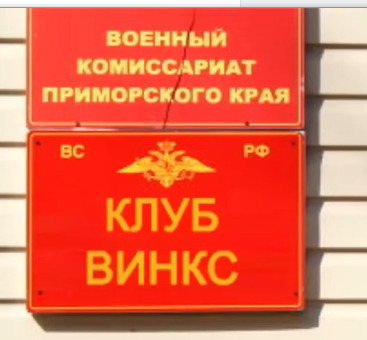 ВОЕННЫЙ
КОМИССАРИАТ
ПРИМОРСКОГО КРАЯ
ВС РФ
КЛУБ
ВИНКС